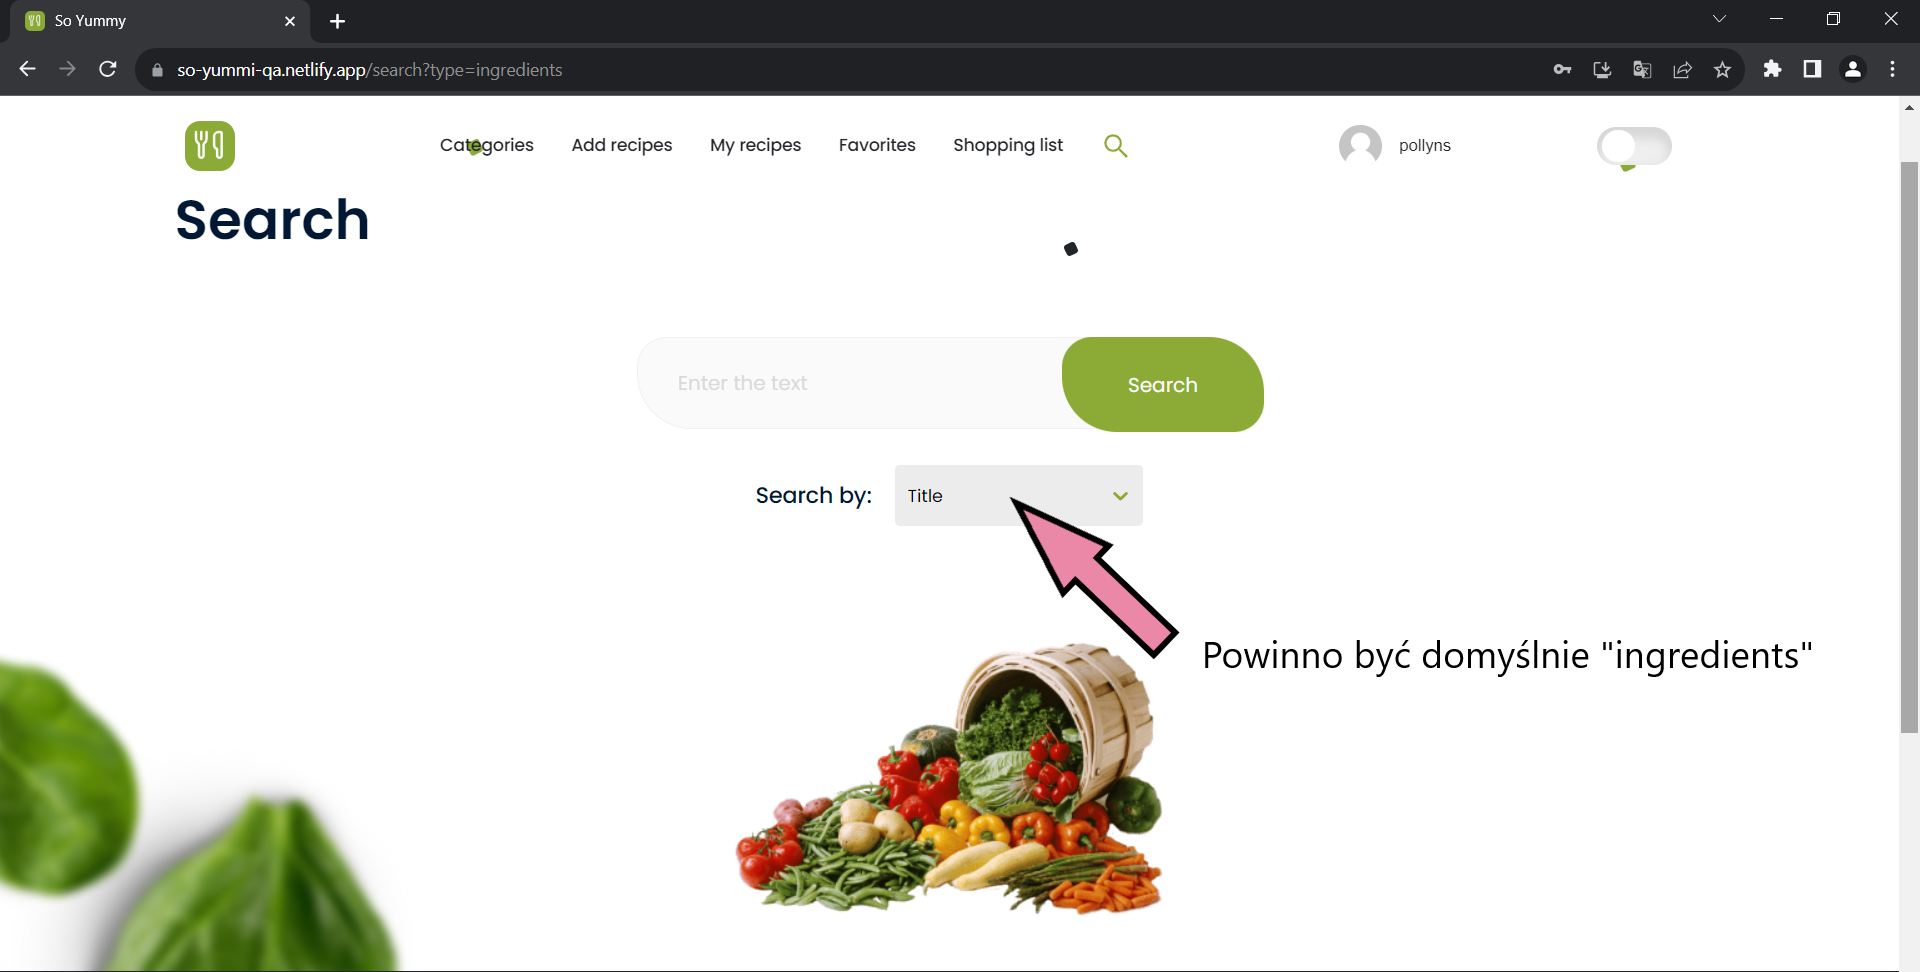 So Yummy
so-yummi-qa.netlify.app/search?type=ingredients
Categories Add recipes My recipes Favorites Shopping list pollyns
Search
Enter the text Search
Search by: Title
Powinno być domyślnie "ingredients"